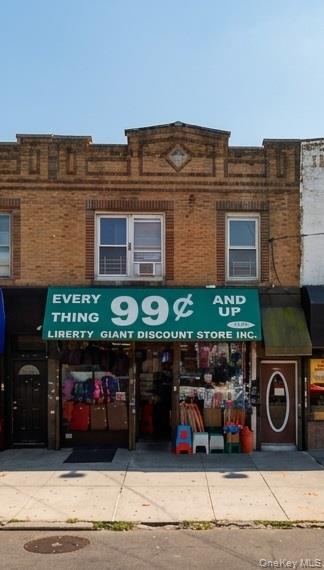 EVERY THING 99¢ AND UP
LIBERTY GIANT DISCOUNT STORE INC.
OneKey MLS